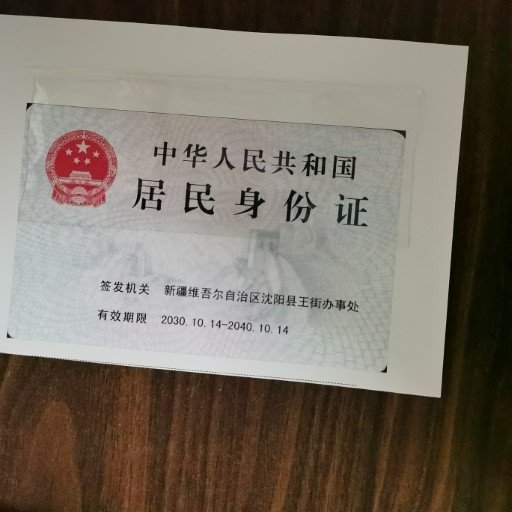 中华人民共和国
居民身份证
签发机关 新疆维吾尔自治区沈阳县王街办事处
有效期限 2030.10.14-2040.10.14